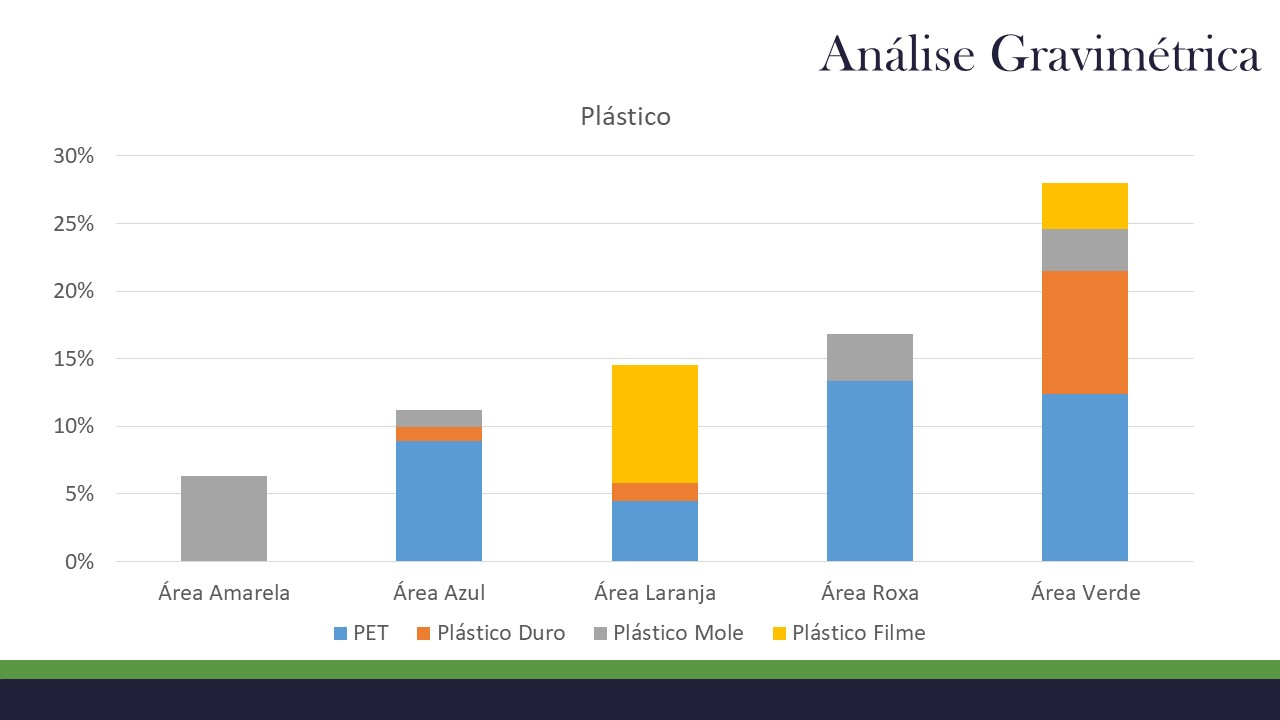 Análise Gravimétrica
Plástico
30%
25%
20%
15%
10%
5%
0%
Área Amarela Área Azul Área Laranja Área Roxa Área Verde
PET Plástico Duro Plástico Mole Plástico Filme